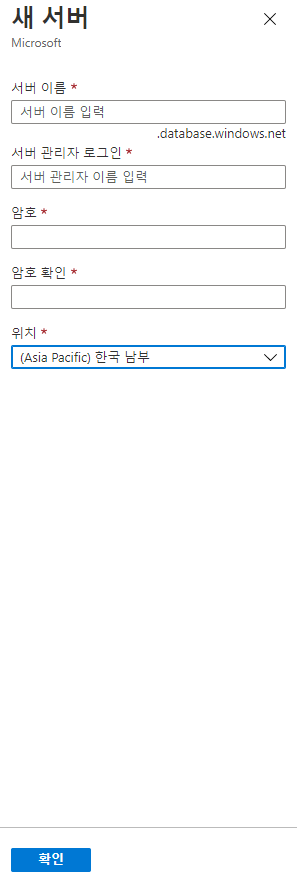 새 서버
Microsoft
서버 이름 *
서버 이름 입력
.database.windows.net
서버 관리자 로그인 *
서버 관리자 이름 입력
암호 *
암호 확인 *
위치 *
(Asia Pacific) 한국 남부
확인